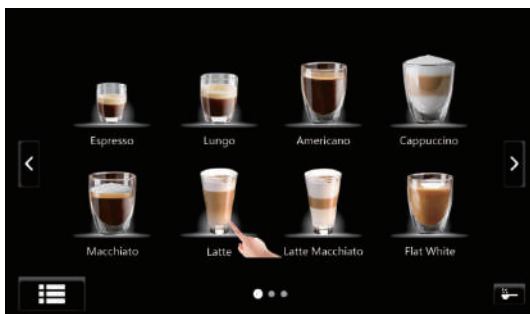 Espresso
Lungo
Americano
Cappuccino
Macchiato
Latte
Latte Macchiato
Flat White